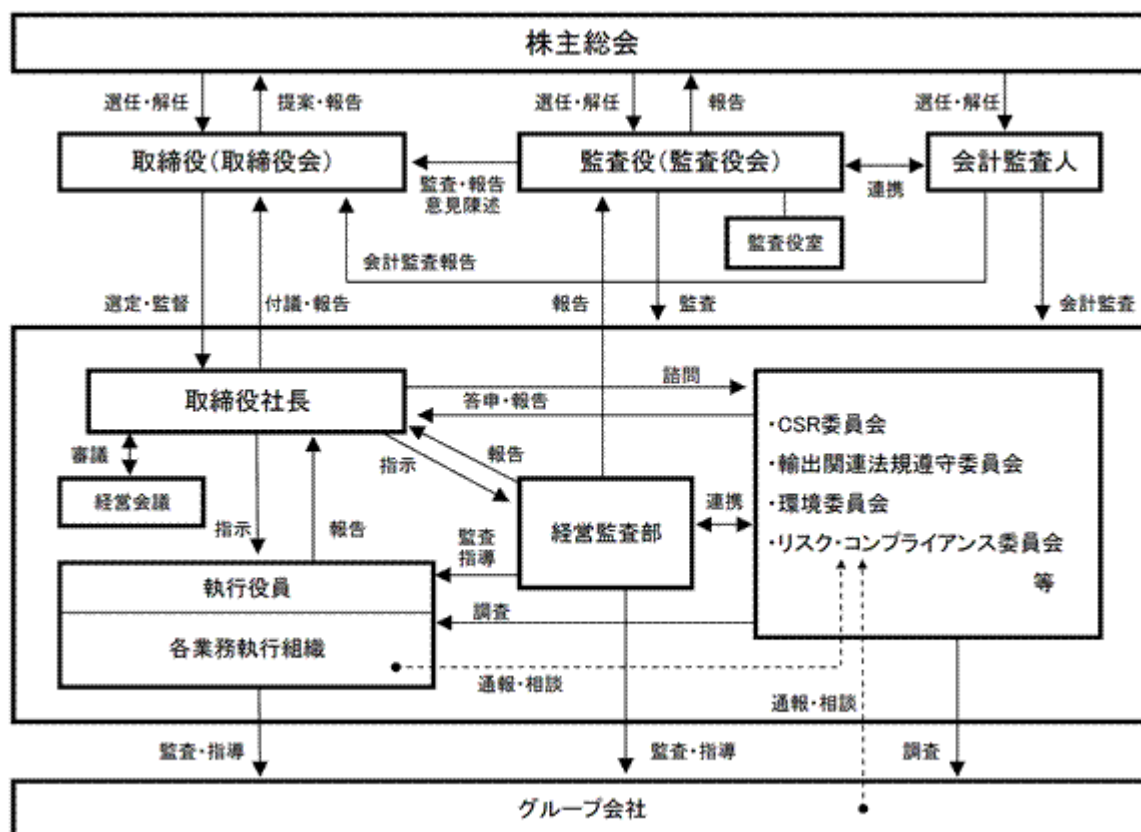 株主総会
選任・解任
提案・報告
選任・解任
報告
選任・解任
取締役(取締役会)
監査・報告
意見陳述
監査役(監査役会)
連携
会計監査人
監査役室
会計監査報告
選定・監督
付議・報告
報告
監査
会計監査
取締役社長
諮問
答申・報告
審議
経営会議
指示
報告
指示
報告
経営監査部
連携
監査
指導
・CSR委員会
・輸出関連法規遵守委員会
・環境委員会
・リスク・コンプライアンス委員会
等
執行役員
各業務執行組織
調査
通報・相談
通報・相談
監査・指導
監査・指導
調査
グループ会社